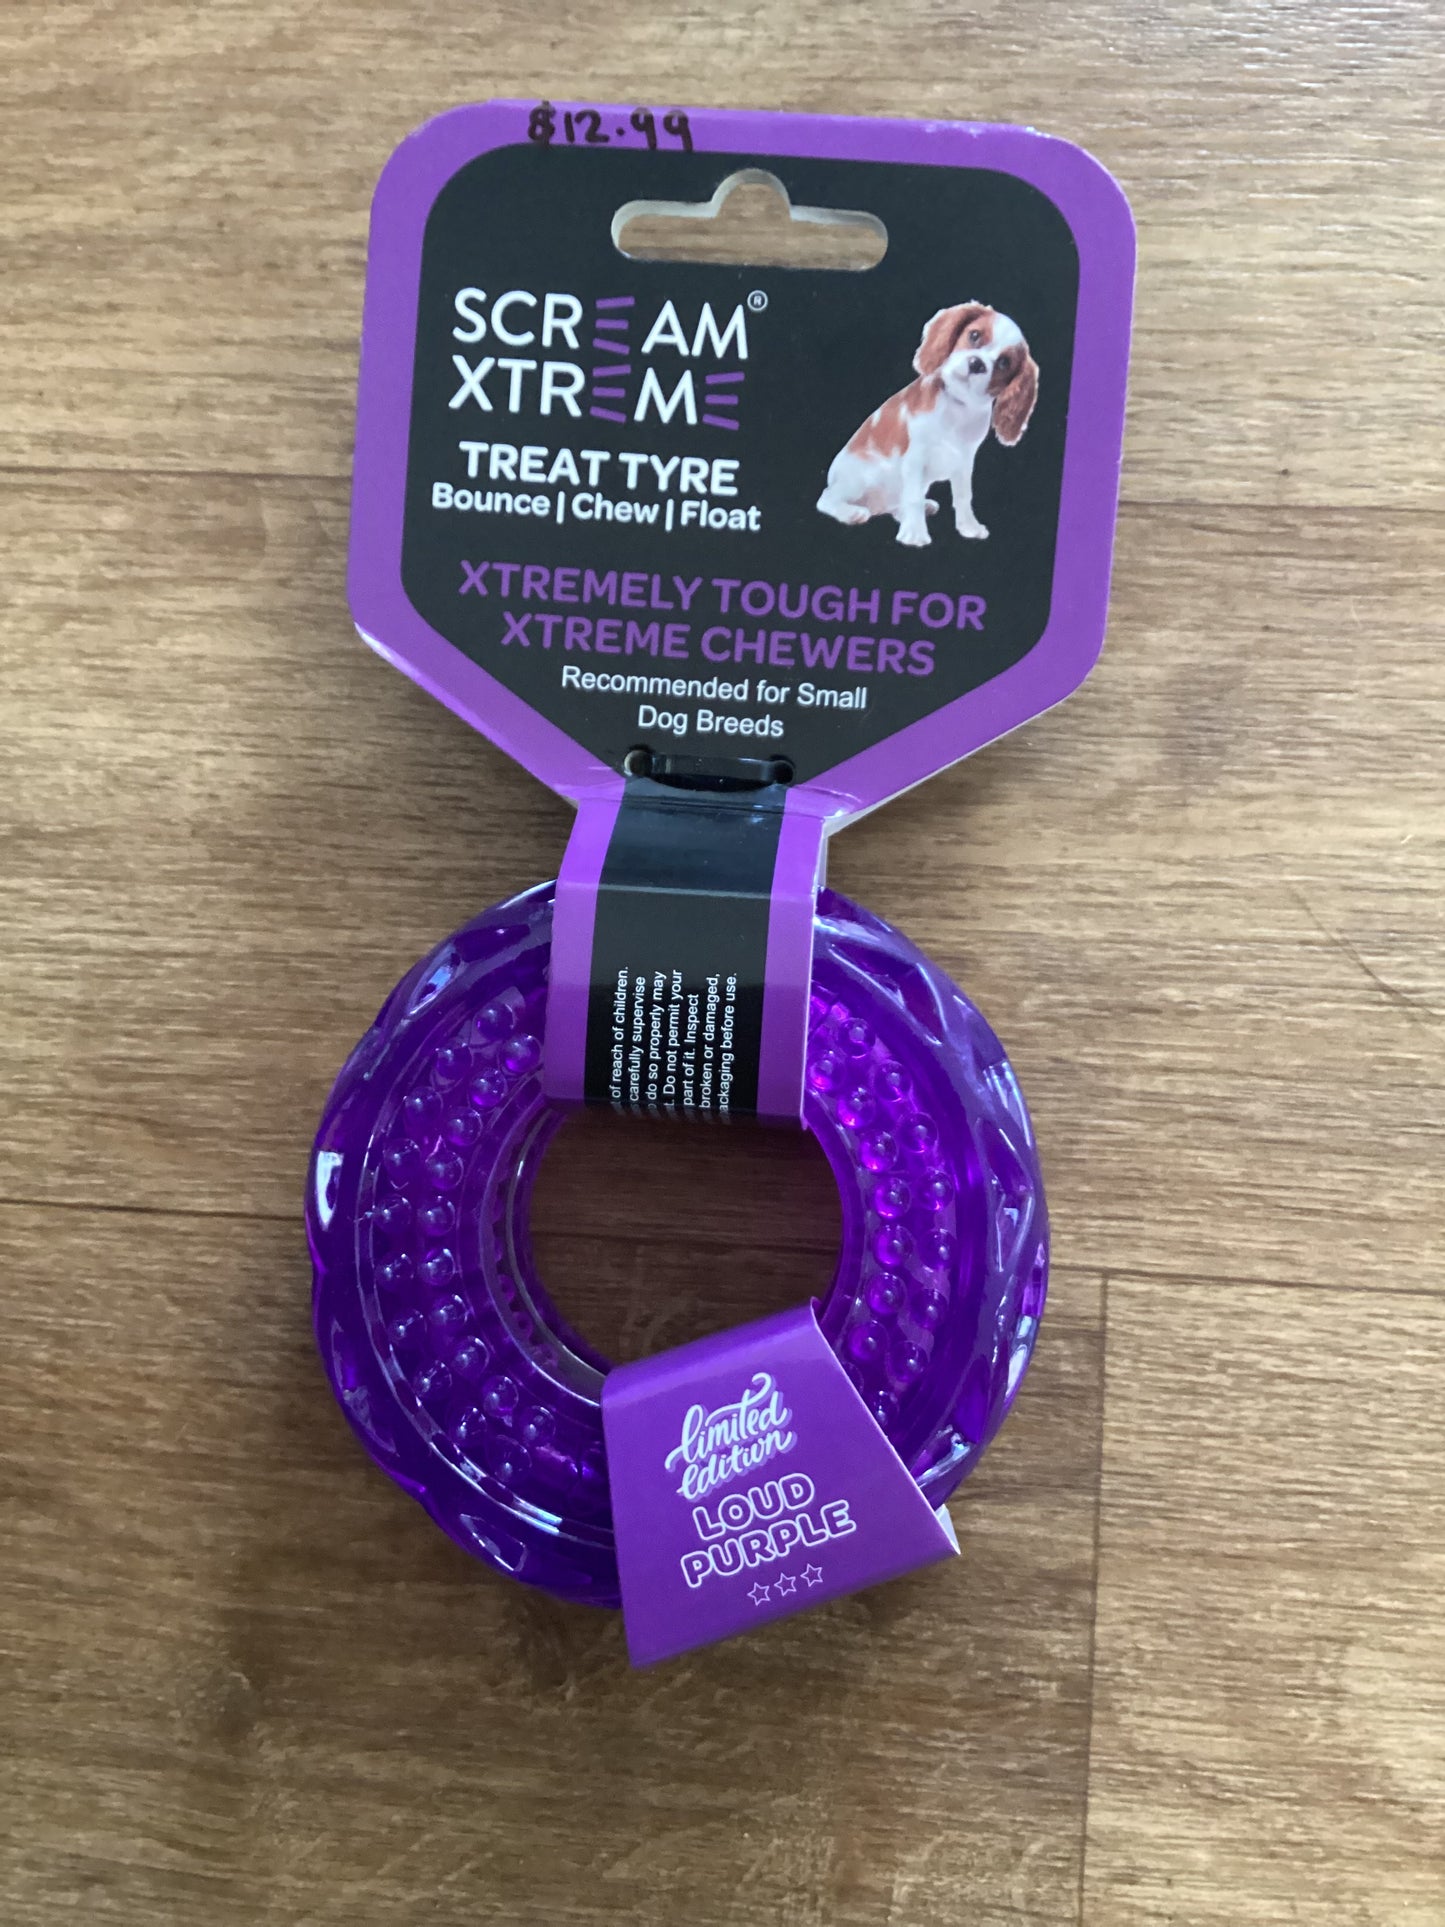 $12.99
SCREAM®
XTREME
TREAT TYRE
Bounce | Chew | Float
XTREMELY TOUGH FOR
XTREME CHEWERS
Recommended for Small
Dog Breeds
of reach of children.
carefully supervise
do so properly may
Do not permit your
part of it. Inspect
broken or damaged,
before use.
limited
edition
LOUD
PURPLE